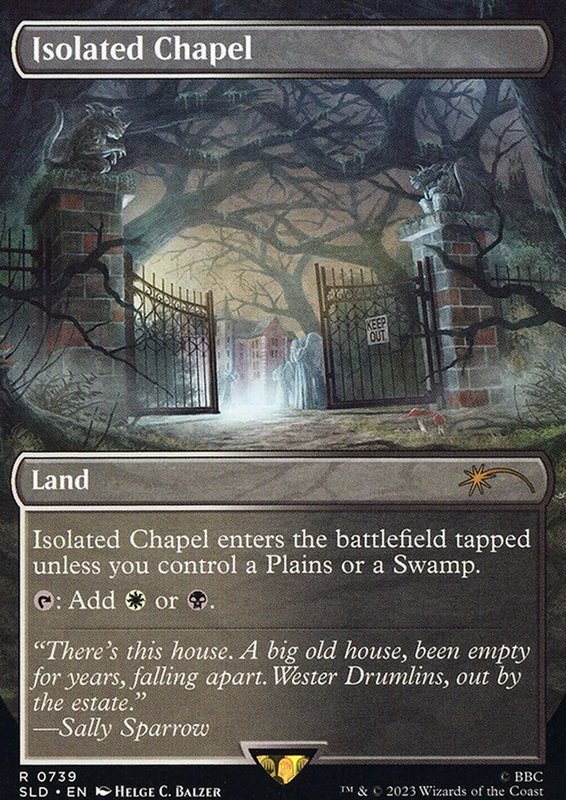 Isolated Chapel
KEEP
OUT
Land
Isolated Chapel enters the battlefield tapped
unless you control a Plains or a Swamp.
: Add or .
“There’s this house. A big old house, been empty
for years, falling apart. Wester Drumlins, out by
the estate.”
—Sally Sparrow
R 0739
© BBC
SLD • EN Helge C. Balzer
™ & © 2023 Wizards of the Coast